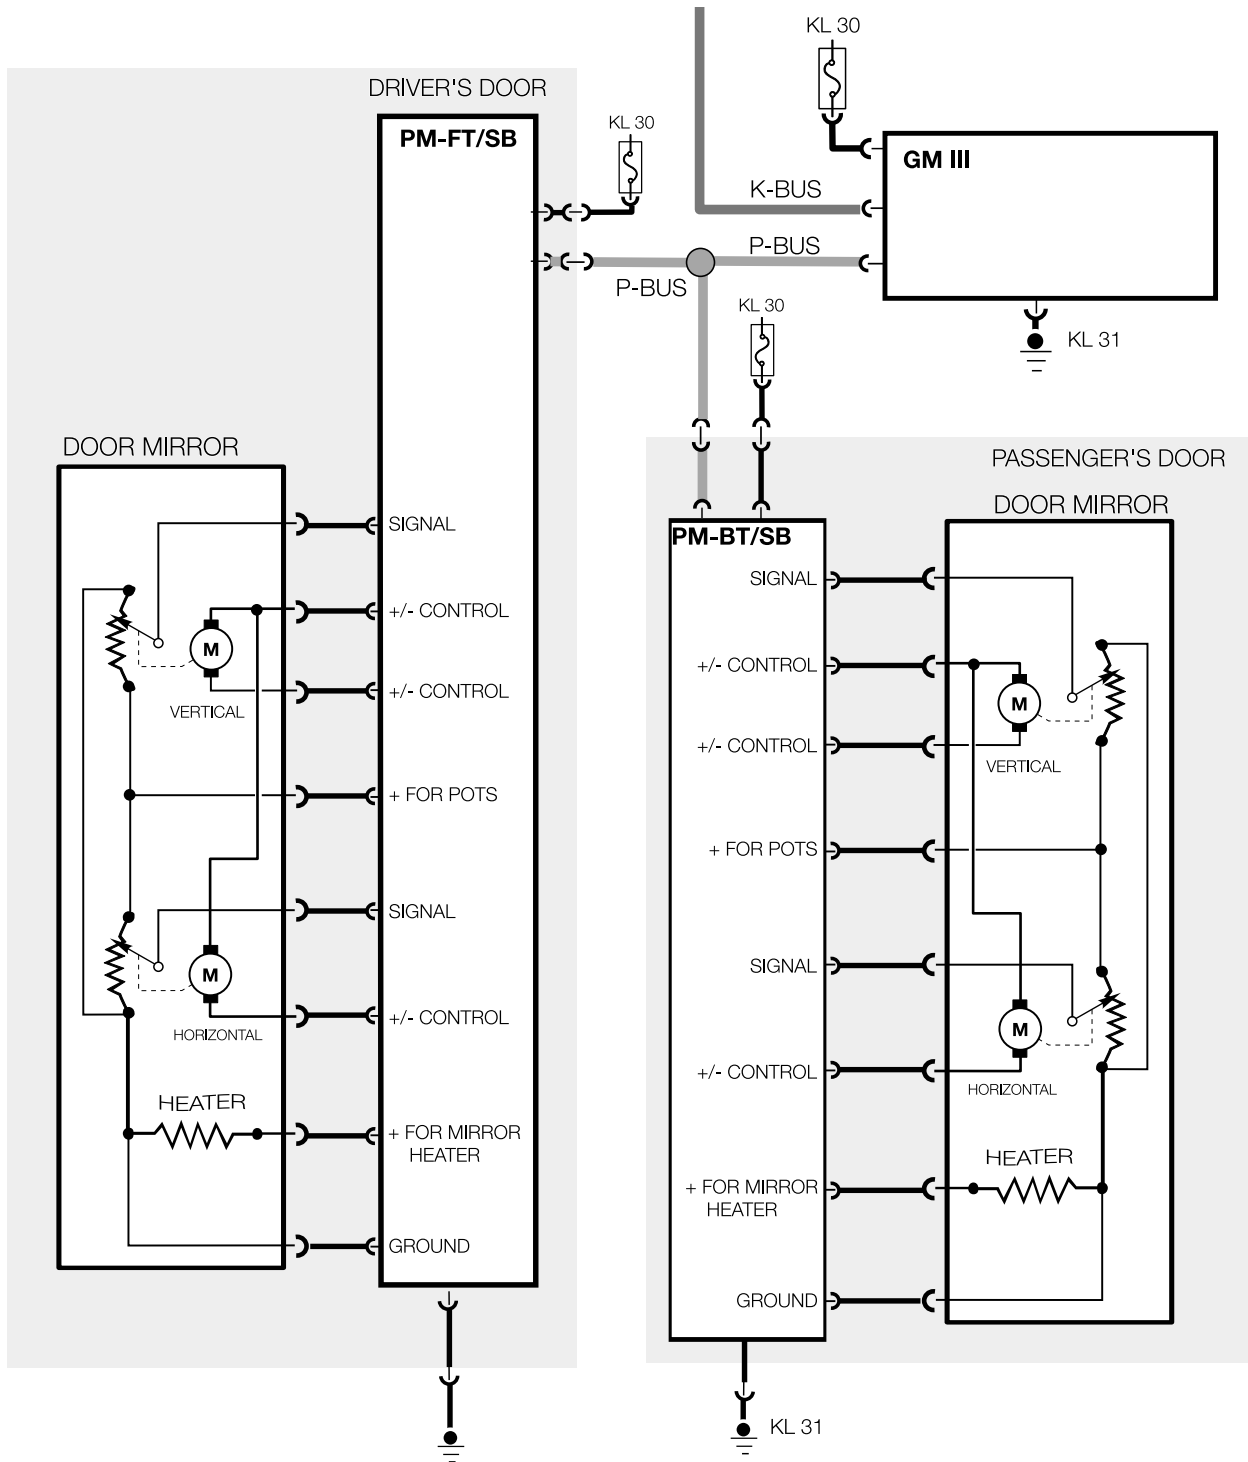 KL 30
DRIVER'S DOOR
PM-FT/SB
KL 30
GM III
K-BUS
P-BUS
P-BUS
KL 30
KL 31
DOOR MIRROR
SIGNAL
+/- CONTROL
M
+/- CONTROL
VERTICAL
+ FOR POTS
SIGNAL
M
+/- CONTROL
HORIZONTAL
HEATER
+ FOR MIRROR
HEATER
GROUND
PASSENGER'S DOOR
DOOR MIRROR
PM-BT/SB
SIGNAL
+/- CONTROL
M
+/- CONTROL
VERTICAL
+ FOR POTS
SIGNAL
M
+/- CONTROL
HORIZONTAL
HEATER
+ FOR MIRROR
HEATER
GROUND
KL 31